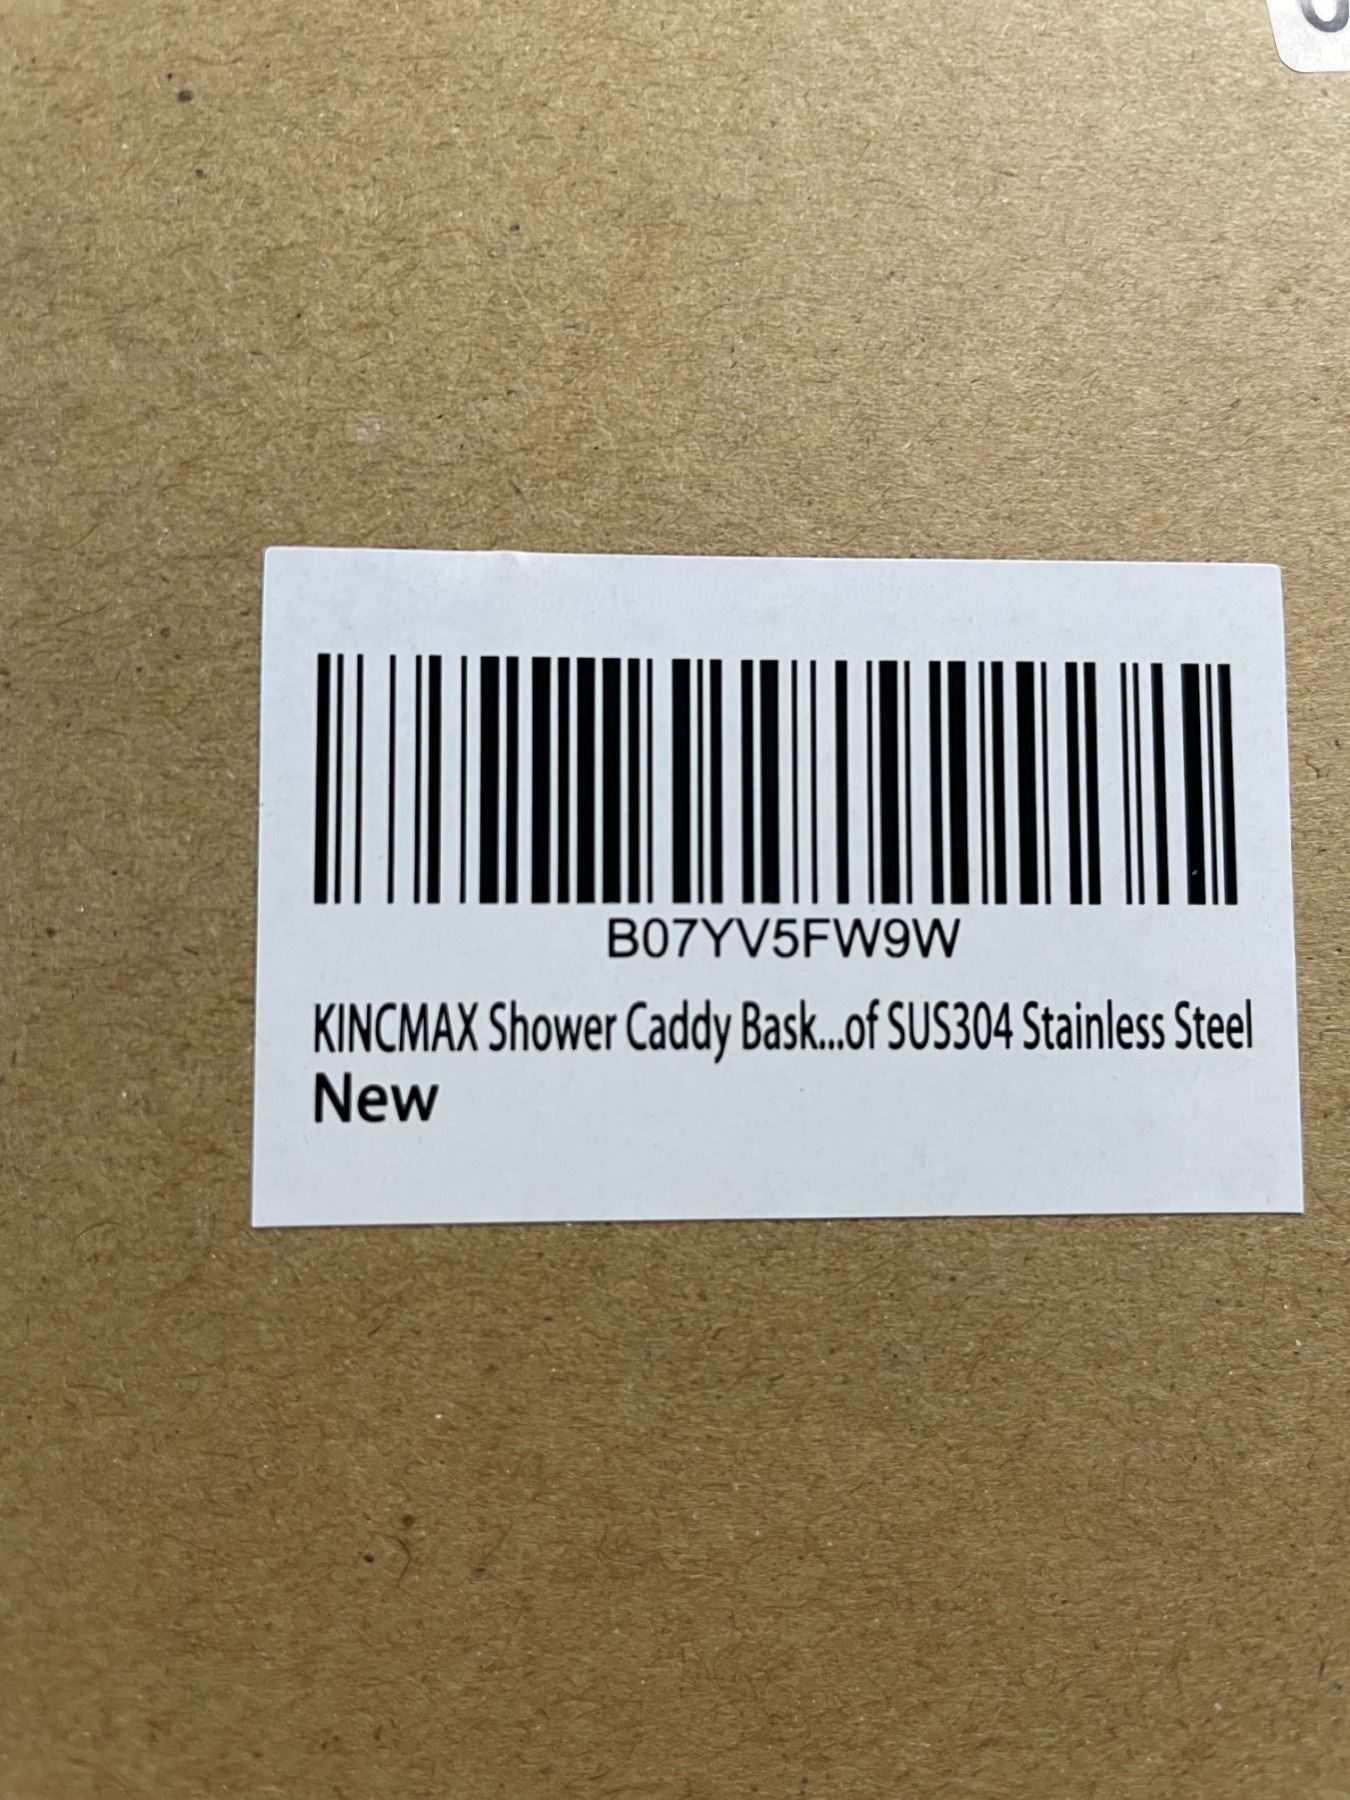 B07YV5FW9W
KINCMAX Shower Caddy Bask...of SUS304 Stainless Steel
New